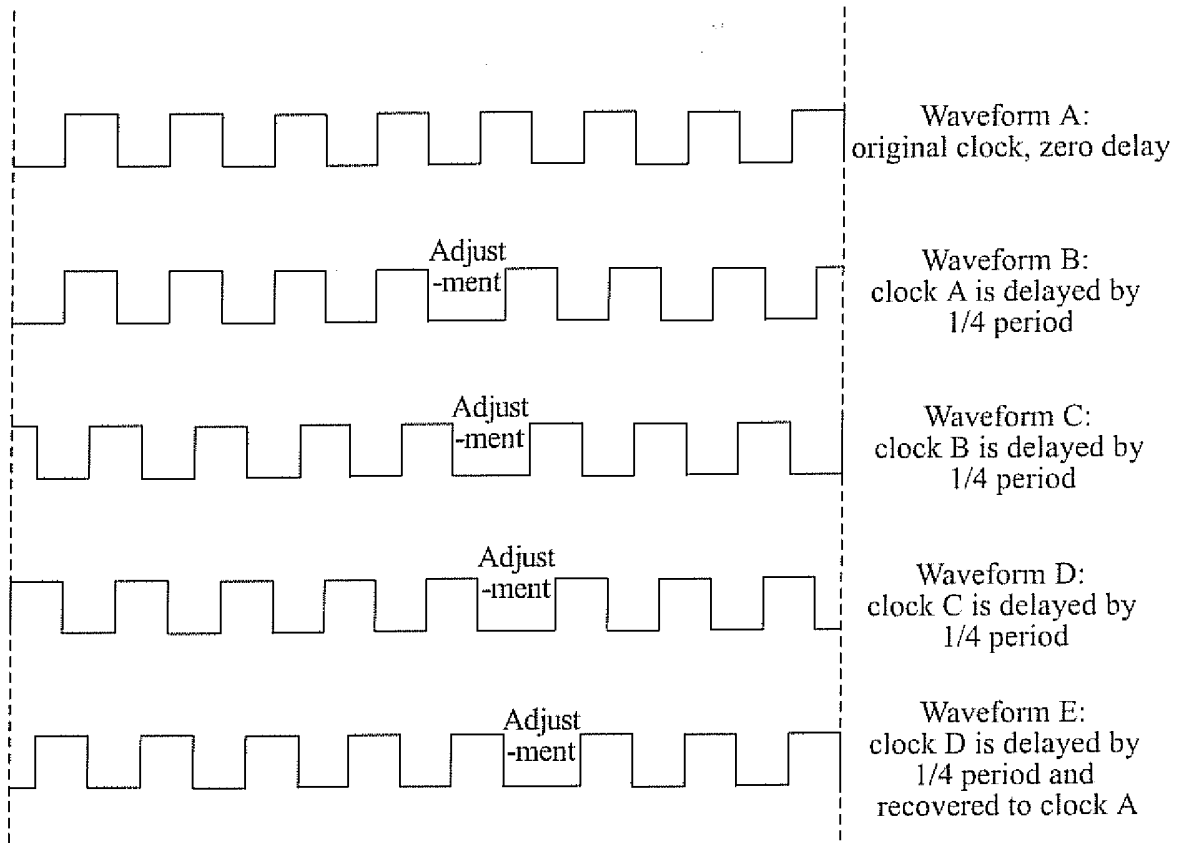 Waveform A:
original clock, zero delay
Adjust
-ment
Waveform B:
clock A is delayed by
1/4 period
Adjust
-ment
Waveform C:
clock B is delayed by
1/4 period
Adjust
-ment
Waveform D:
clock C is delayed by
1/4 period
Adjust
-ment
Waveform E:
clock D is delayed by
1/4 period and
recovered to clock A